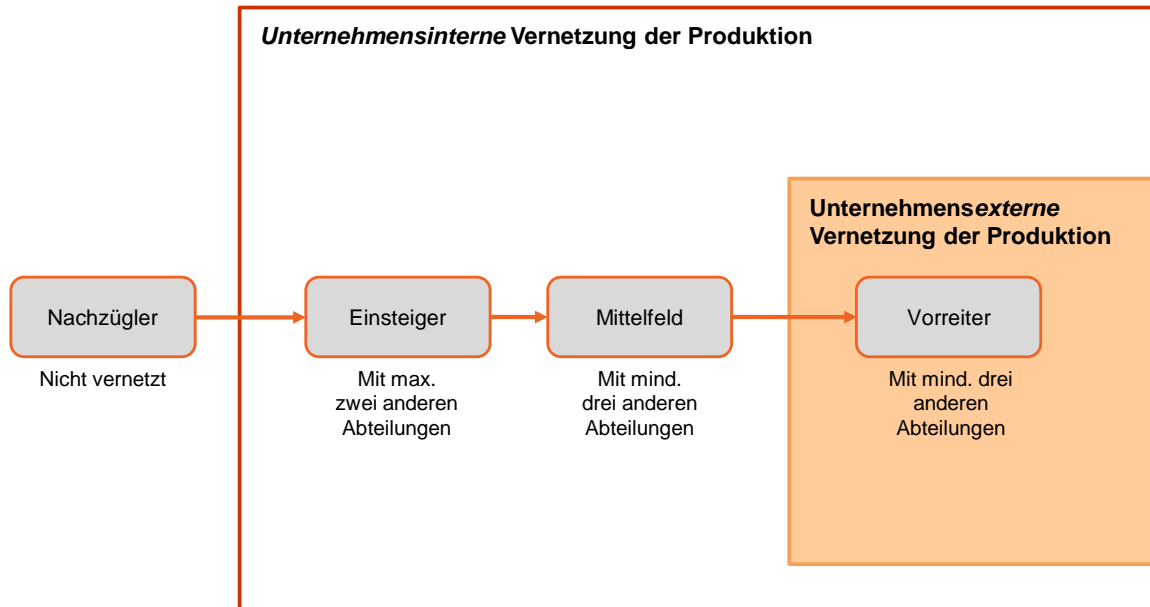 Unternehmensinterne Vernetzung der Produktion
Unternehmensexterne
Vernetzung der Produktion
Nachzügler
Einsteiger
Mittelfeld
Vorreiter
Nicht vernetzt
Mit max.
zwei anderen
Abteilungen
Mit mind.
drei anderen
Abteilungen
Mit mind. drei
anderen
Abteilungen